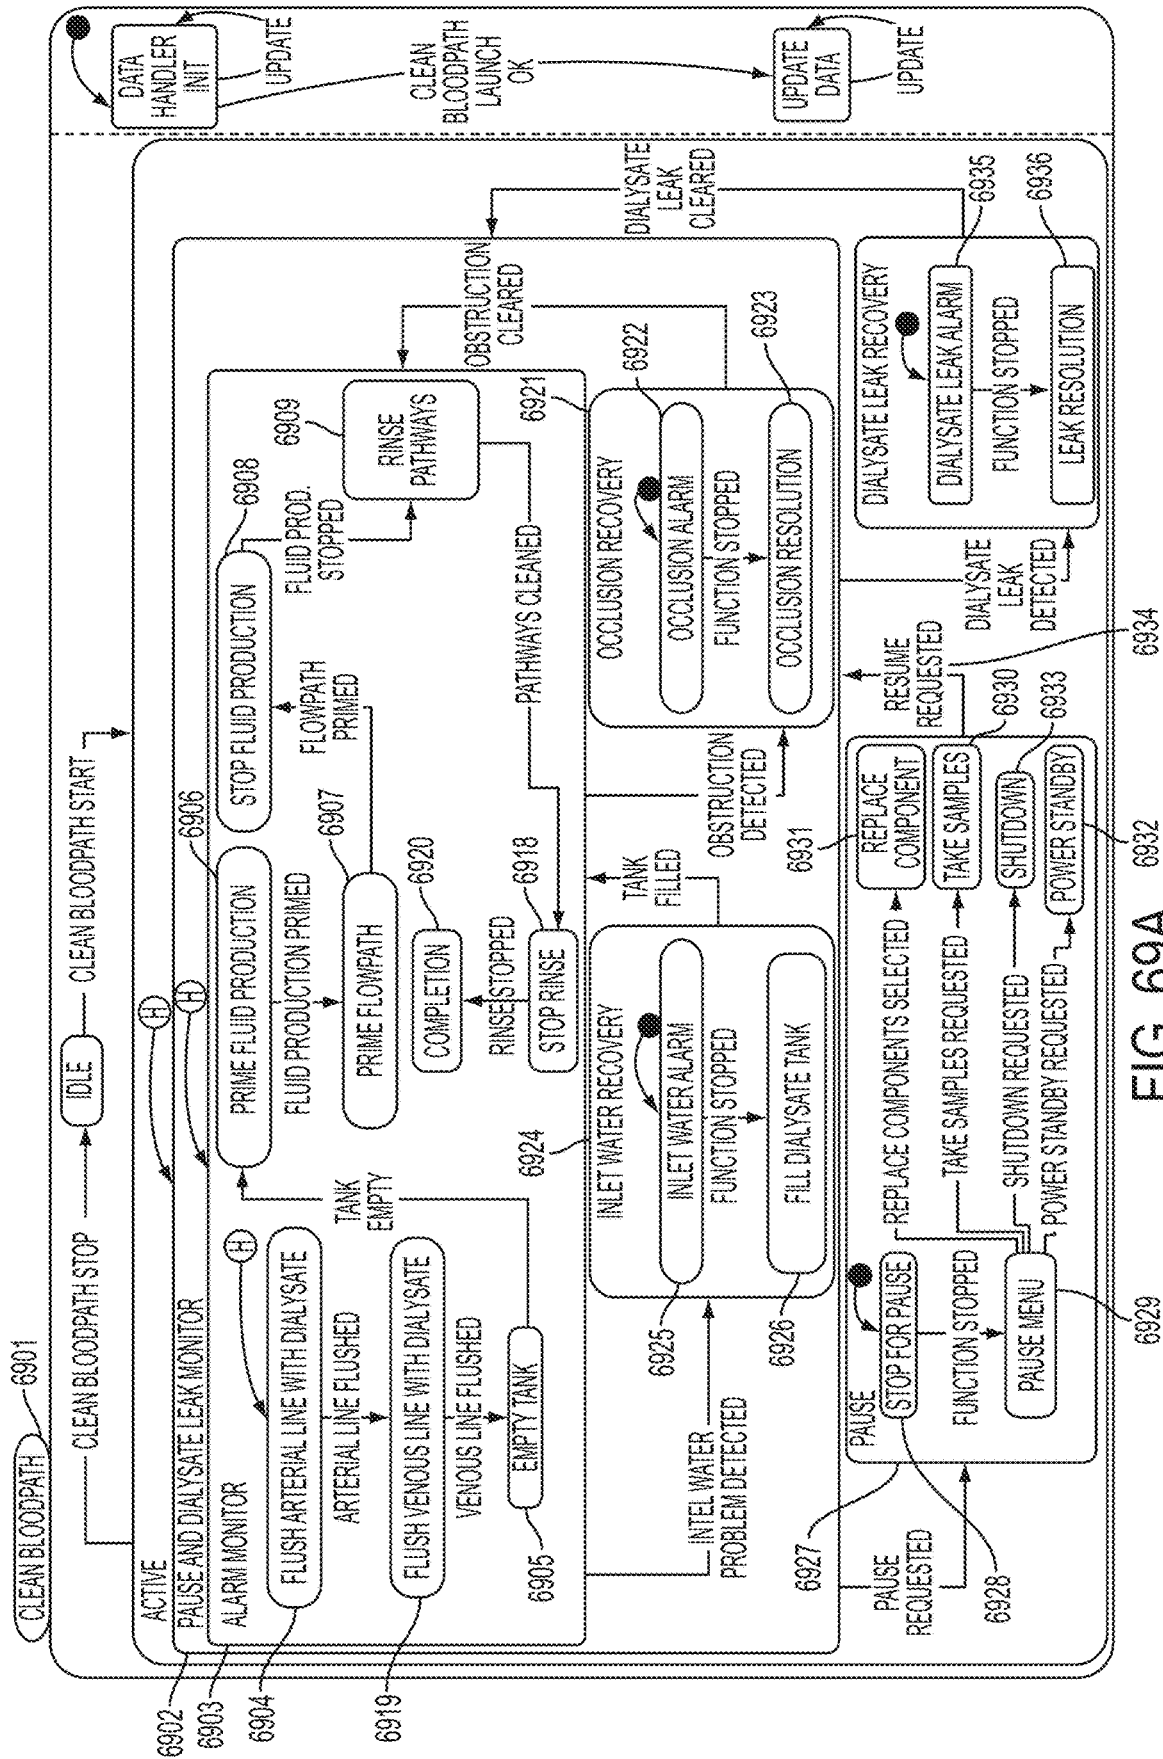 CLEAN BLOODPATH
6901
CLEAN BLOODPATH STOP
IDLE
CLEAN BLOODPATH START
DATA
HANDLER
INIT
UPDATE
CLEAN
BLOODPATH
LAUNCH
OK
UPDATE
DATA
UPDATE
ACTIVE
H
6902
PAUSE AND DIALYSATE LEAK MONITOR
H
6903
ALARM MONITOR
H
6904
FLUSH ARTERIAL LINE WITH DIALYSATE
ARTERIAL LINE FLUSHED
6919
FLUSH VENOUS LINE WITH DIALYSATE
VENOUS LINE FLUSHED
EMPTY TANK
6905
TANK
EMPTY
6906
PRIME FLUID PRODUCTION
FLUID PRODUCTION PRIMED
6907
PRIME FLOWPATH
FLOWPATH
PRIMED
6908
STOP FLUID PRODUCTION
FLUID PROD.
STOPPED
6909
RINSE
PATHWAYS
PATHWAYS CLEANED
6920
COMPLETION
RINSE STOPPED
6918
STOP RINSE
OBSTRUCTION
CLEARED
DIALYSATE
LEAK
CLEARED
INTEL WATER
PROBLEM DETECTED
6924
INLET WATER RECOVERY
6925
INLET WATER ALARM
FUNCTION STOPPED
6926
FILL DIALYSATE TANK
TANK
FILLED
OBSTRUCTION
DETECTED
6921
OCCLUSION RECOVERY
6922
OCCLUSION ALARM
FUNCTION STOPPED
6923
OCCLUSION RESOLUTION
PAUSE
REQUESTED
6927
PAUSE
STOP FOR PAUSE
6928
FUNCTION STOPPED
PAUSE MENU
6929
REPLACE COMPONENTS SELECTED
TAKE SAMPLES REQUESTED
SHUTDOWN REQUESTED
POWER STANDBY REQUESTED
6931
REPLACE
COMPONENT
TAKE SAMPLES
6930
SHUTDOWN
6933
POWER STANDBY
6932
RESUME
REQUESTED
6934
DIALYSATE
LEAK
DETECTED
DIALYSATE LEAK RECOVERY
DIALYSATE LEAK ALARM
6935
FUNCTION STOPPED
LEAK RESOLUTION
6936
FIG. 69A